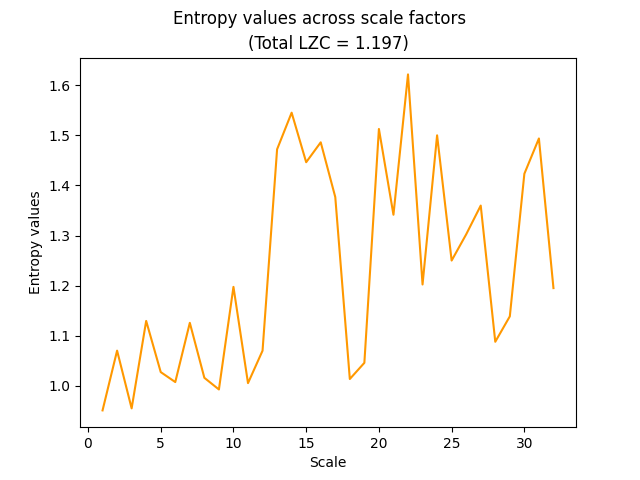 Entropy values across scale factors
(Total LZC = 1.197)
Entropy values
1.6
1.5
1.4
1.3
1.2
1.1
1.0
0 5 10 15 20 25 30
Scale